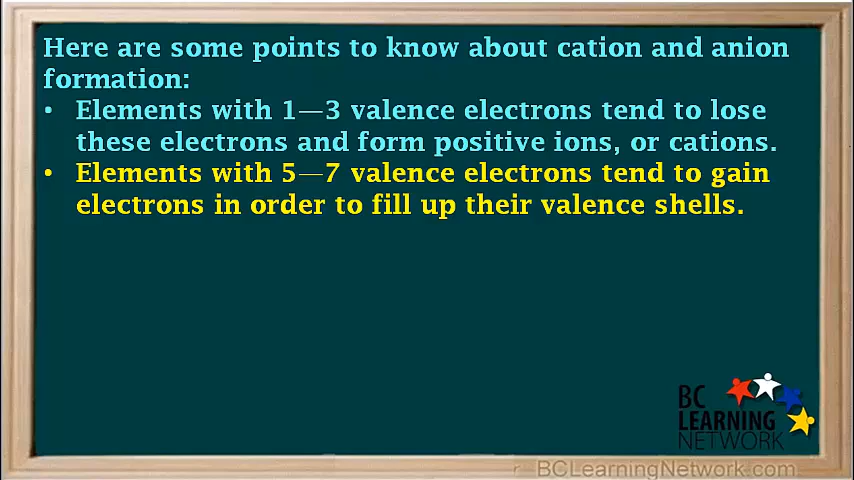 Here are some points to know about cation and anion
formation:
• Elements with 1—3 valence electrons tend to lose
these electrons and form positive ions, or cations.
• Elements with 5—7 valence electrons tend to gain
electrons in order to fill up their valence shells.
BC
LEARNING
NETWORK
BCLearningNetwork.com